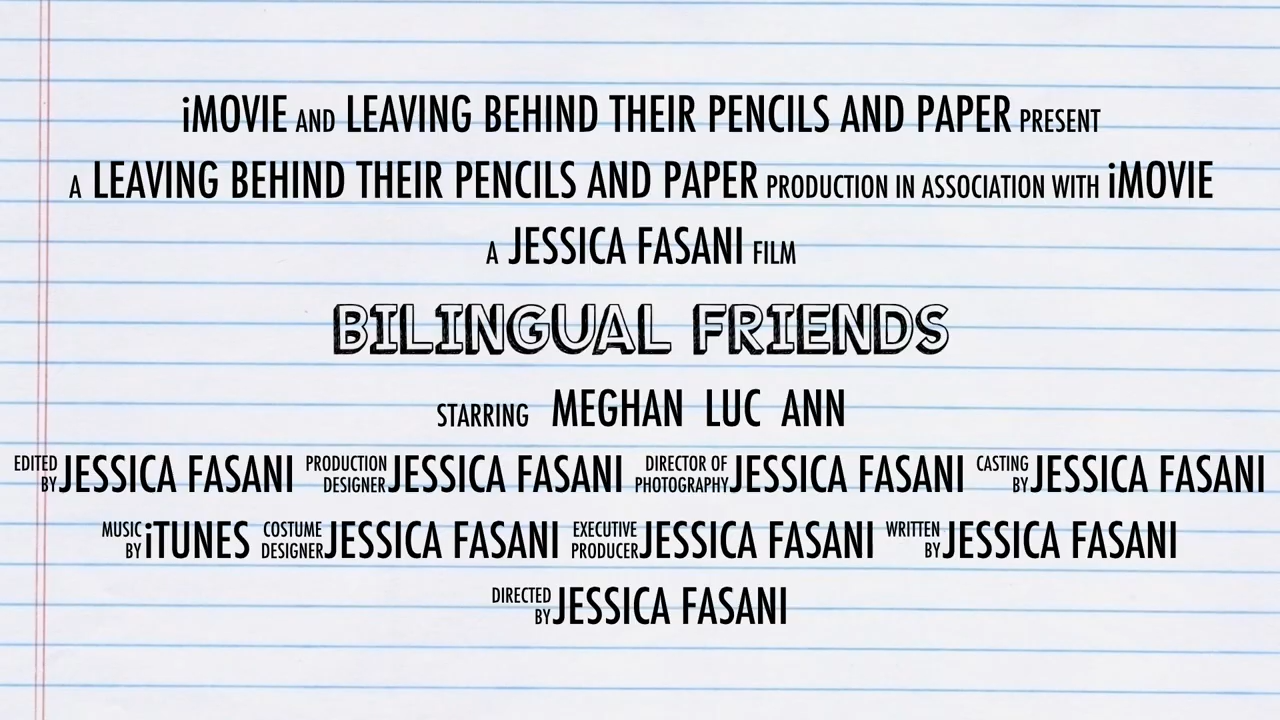 iMOVIE AND LEAVING BEHIND THEIR PENCILS AND PAPER PRESENT
A LEAVING BEHIND THEIR PENCILS AND PAPER PRODUCTION IN ASSOCIATION WITH iMOVIE
A JESSICA FASANI FILM
BILINGUAL FRIENDS
STARRING MEGHAN LUC ANN
EDITED BY JESSICA FASANI PRODUCTION DESIGNER JESSICA FASANI DIRECTOR OF PHOTOGRAPHY JESSICA FASANI CASTING BY JESSICA FASANI
MUSIC BY iTUNES COSTUME DESIGNER JESSICA FASANI EXECUTIVE PRODUCER JESSICA FASANI WRITTEN BY JESSICA FASANI
DIRECTED BY JESSICA FASANI